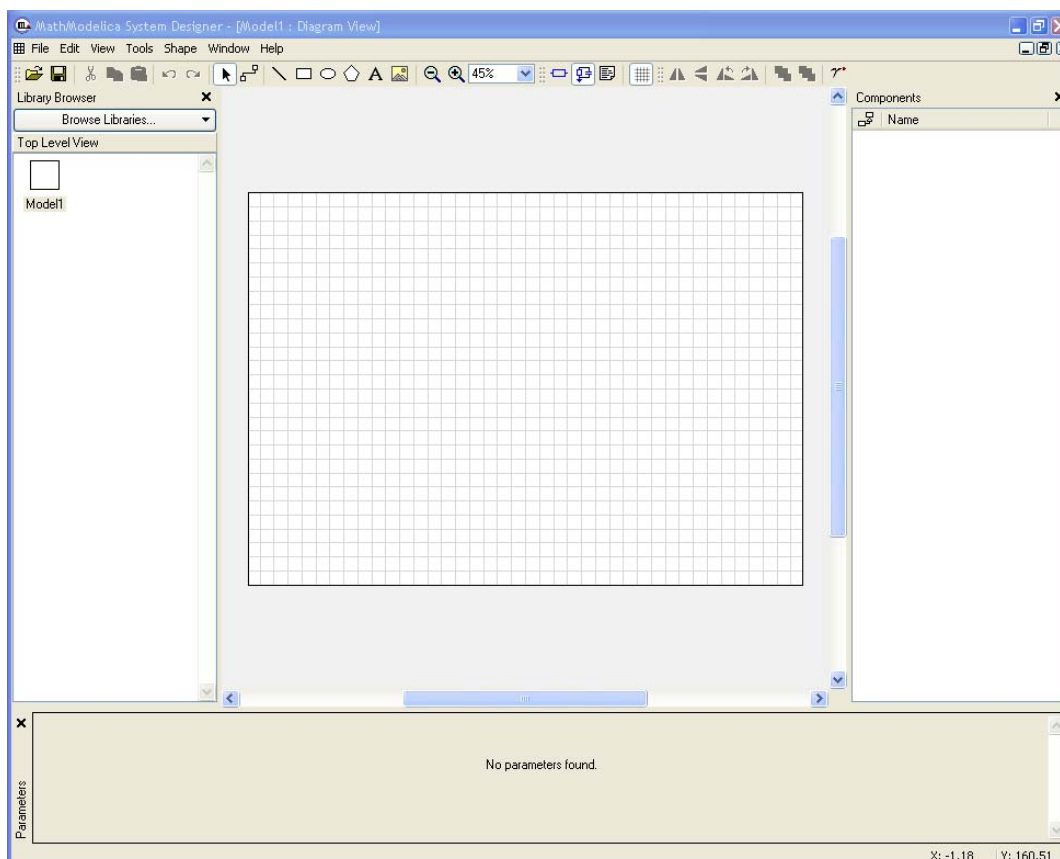 MathModelica System Designer - [Model1 : Diagram View]
File Edit View Tools Shape Window Help
A 45%
Library Browser
Browse Libraries...
Top Level View
Model1
Components
Name
No parameters found.
Parameters
X: -1.18 Y: 160.51